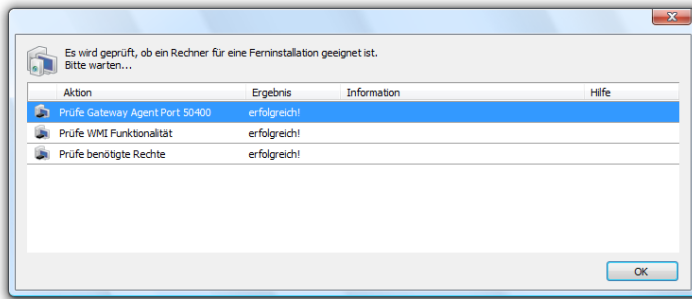 Es wird geprüft, ob ein Rechner für eine Ferninstallation geeignet ist.
Bitte warten...
Aktion Ergebnis Information Hilfe
Prüfe Gateway Agent Port 50400 erfolgreich!
Prüfe WMI Funktionalität erfolgreich!
Prüfe benötigte Rechte erfolgreich!
OK